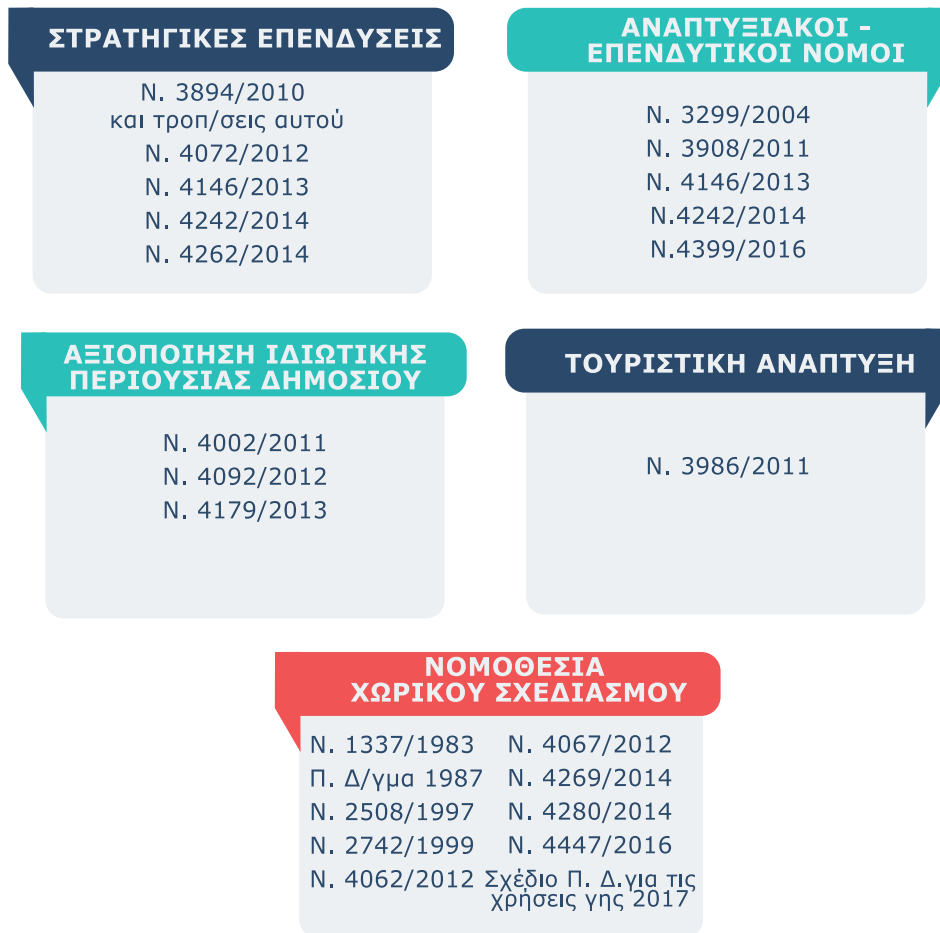 ΣΤΡΑΤΗΓΙΚΕΣ ΕΠΕΝΔΥΣΕΙΣ
Ν. 3894/2010
και τροπ/σεις αυτού
Ν. 4072/2012
Ν. 4146/2013
Ν. 4242/2014
Ν. 4262/2014
ΑΝΑΠΤΥΞΙΑΚΟΙ -
ΕΠΕΝΔΥΤΙΚΟΙ ΝΟΜΟΙ
Ν. 3299/2004
Ν. 3908/2011
Ν. 4146/2013
Ν.4242/2014
Ν.4399/2016
ΑΞΙΟΠΟΙΗΣΗ ΙΔΙΩΤΙΚΗΣ
ΠΕΡΙΟΥΣΙΑΣ ΔΗΜΟΣΙΟΥ
Ν. 4002/2011
Ν. 4092/2012
Ν. 4179/2013
ΤΟΥΡΙΣΤΙΚΗ ΑΝΑΠΤΥΞΗ
Ν. 3986/2011
ΝΟΜΟΘΕΣΙΑ
ΧΩΡΙΚΟΥ ΣΧΕΔΙΑΣΜΟΥ
Ν. 1337/1983
Π. Δ/γμα 1987
Ν. 2508/1997
Ν. 2742/1999
Ν. 4062/2012
Ν. 4067/2012
Ν. 4269/2014
Ν. 4280/2014
Ν. 4447/2016
Σχέδιο Π. Δ.για τις
χρήσεις γης 2017